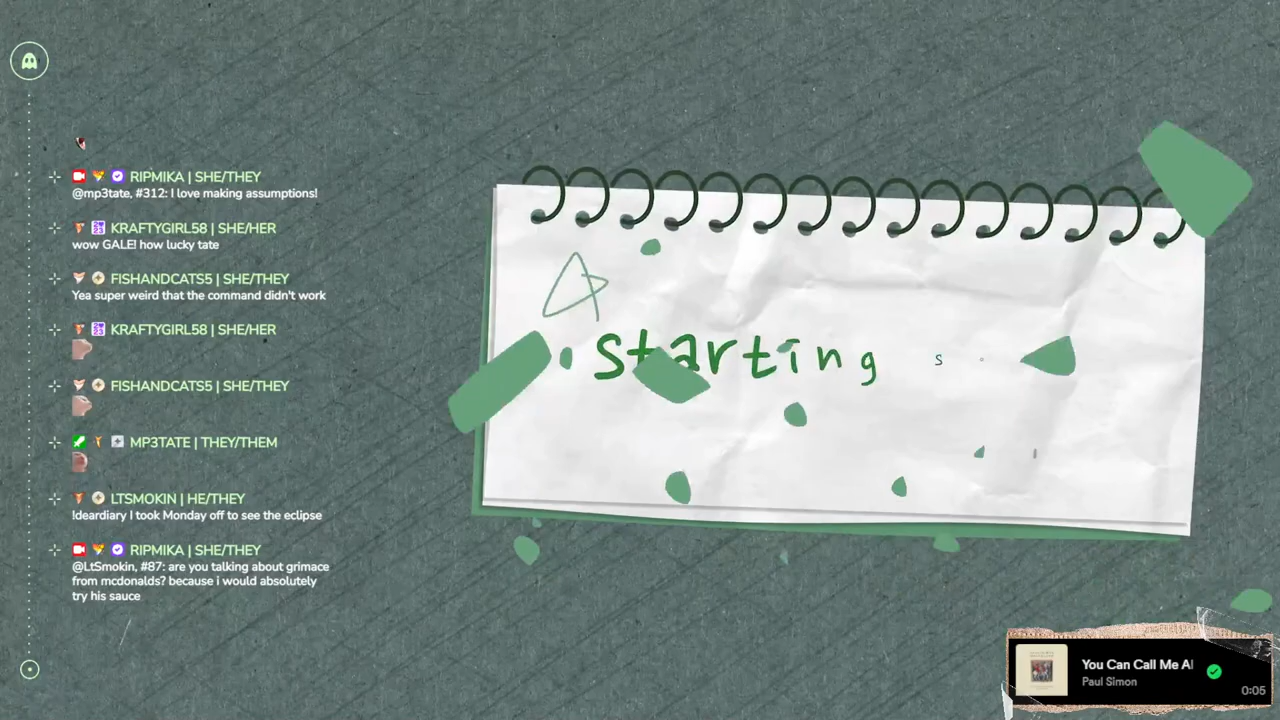 RIPMIKA | SHE/THEY
@mp3tate, #312: I love making assumptions!
KRAFTYGIRL58 | SHE/HER
wow GALE! how lucky tate
FISHANDCATS5 | SHE/THEY
Yea super weird that the command didn't work
KRAFTYGIRL58 | SHE/HER
FISHANDCATS5 | SHE/THEY
MP3TATE | THEY/THEM
LTSMOKIN | HE/THEY
!deardiary I took Monday off to see the eclipse
RIPMIKA | SHE/THEY
@LtSmokin, #87: are you talking about grimace
from mcdonalds? because i would absolutely
try his sauce
starting s
You Can Call Me Al
Paul Simon
0:05